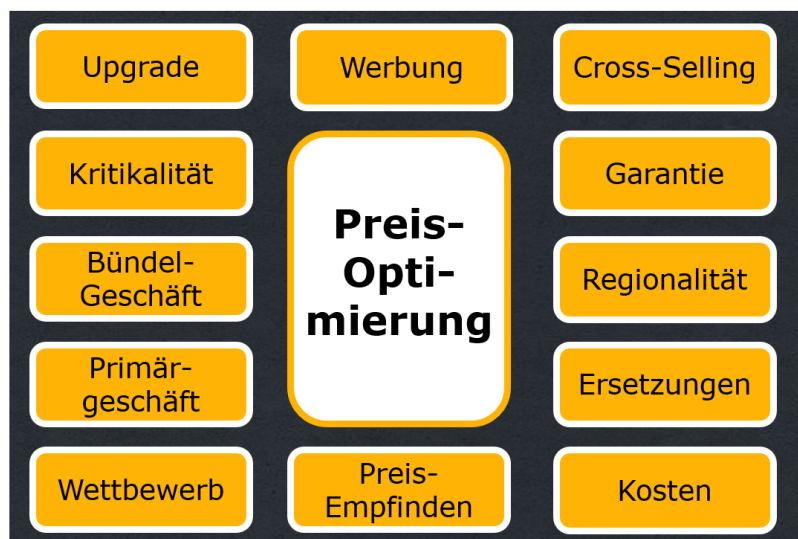 Upgrade
Werbung
Cross-Selling
Kritikalität
Garantie
Preis-
Opti-
mierung
Bündel-
Geschäft
Regionalität
Primär-
geschäft
Ersetzungen
Wettbewerb
Preis-
Empfinden
Kosten